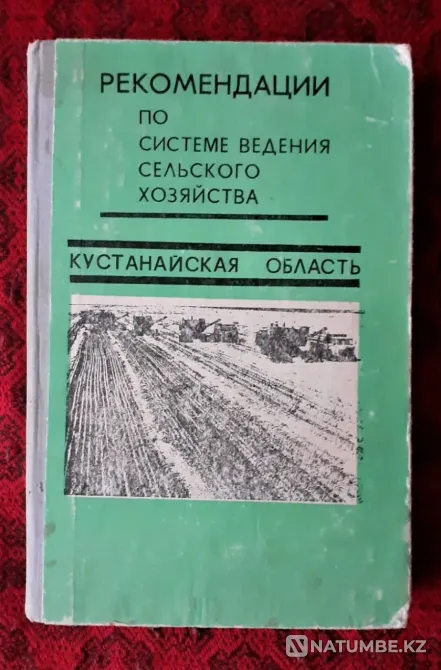 РЕКОМЕНДАЦИИ
ПО
СИСТЕМЕ ВЕДЕНИЯ
СЕЛЬСКОГО
ХОЗЯЙСТВА
КУСТАНАЙСКАЯ ОБЛАСТЬ
NATUMBE.KZ